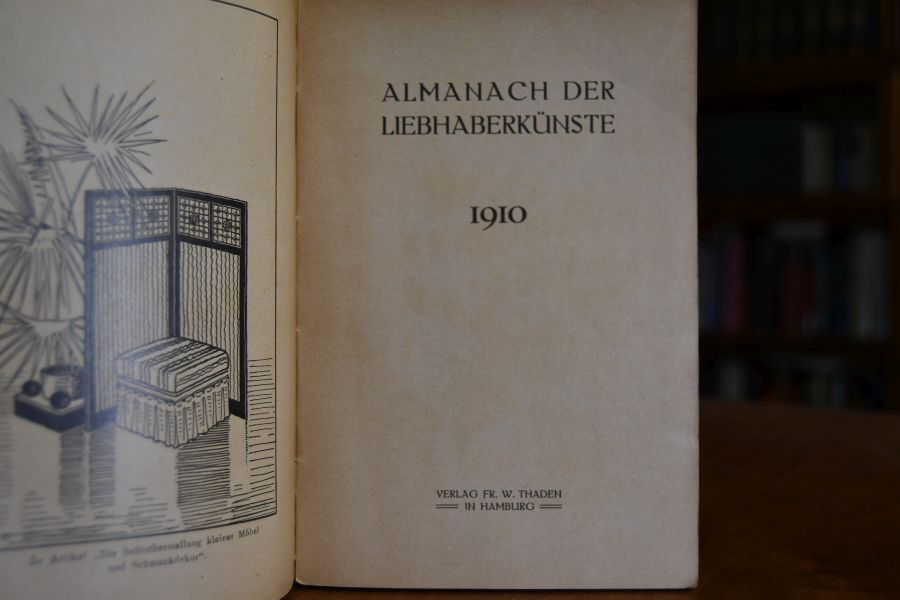 Zu Artikel „Die Selbstherstellung kleiner Möbel
und Schmuckdekor“.
ALMANACH DER
LIEBHABERKÜNSTE
1910
VERLAG FR. W. THADEN
IN HAMBURG